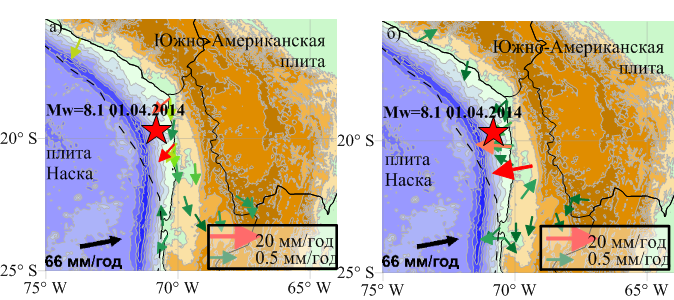 а)
Южно-Американская
плита
Mw=8.1 01.04.2014
20° S
плита
Наска
20 мм/год
0.5 мм/год
66 мм/год
25° S
75° W
70° W
65° W
б)
Южно-Американская
плита
Mw=8.1 01.04.2014
20° S
плита
Наска
20 мм/год
0.5 мм/год
66 мм/год
25° S
75° W
70° W
65° W